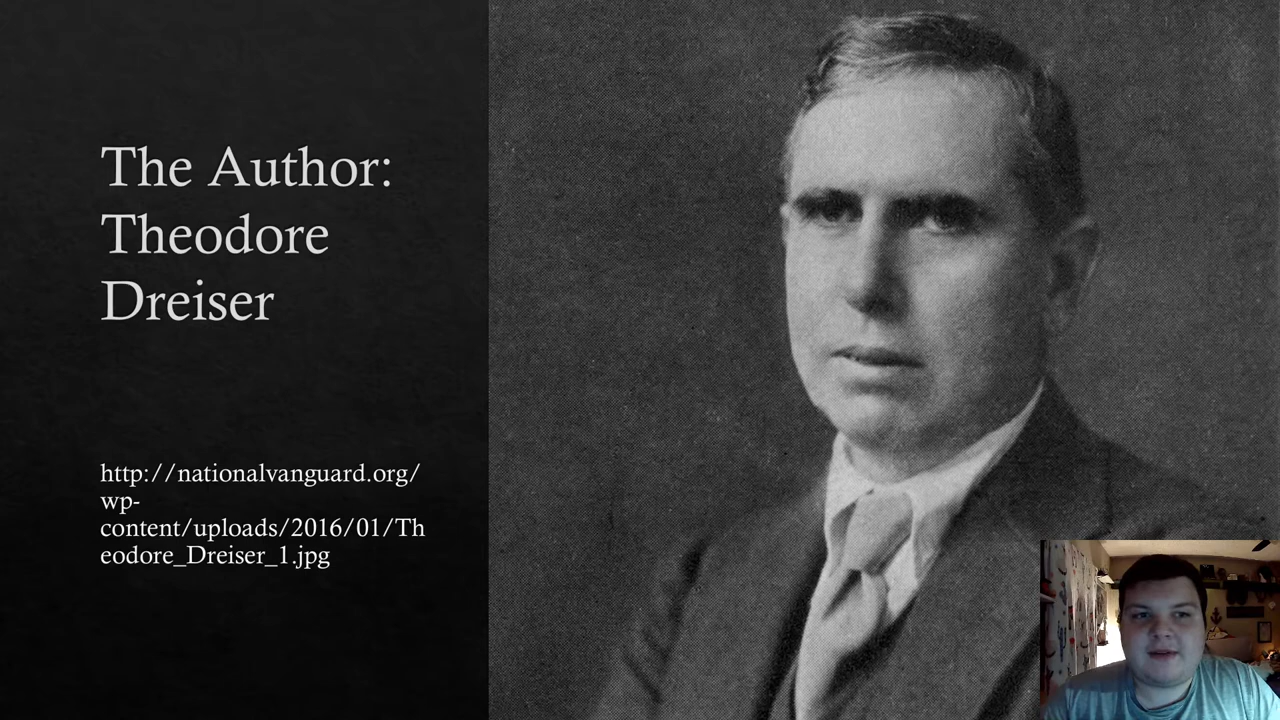 The Author:
Theodore
Dreiser
http://nationalvanguard.org/
wp-
content/uploads/2016/01/Th
eodore_Dreiser_1.jpg